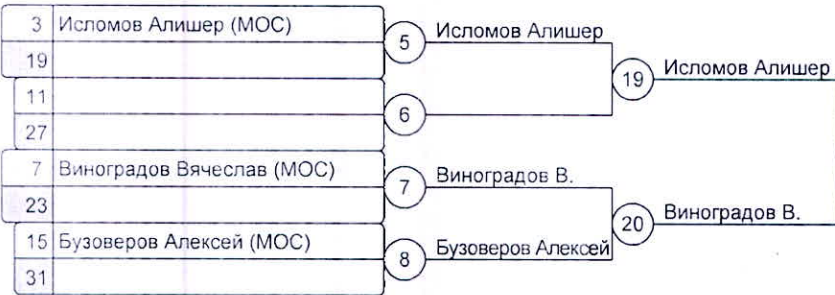 3 Исломов Алишер (МОС)
5 Исломов Алишер
19
19 Исломов Алишер
11
6
27
7 Виноградов Вячеслав (МОС)
7 Виноградов В.
23
20 Виноградов В.
15 Бузоверов Алексей (МОС)
8 Бузоверов Алексей
31